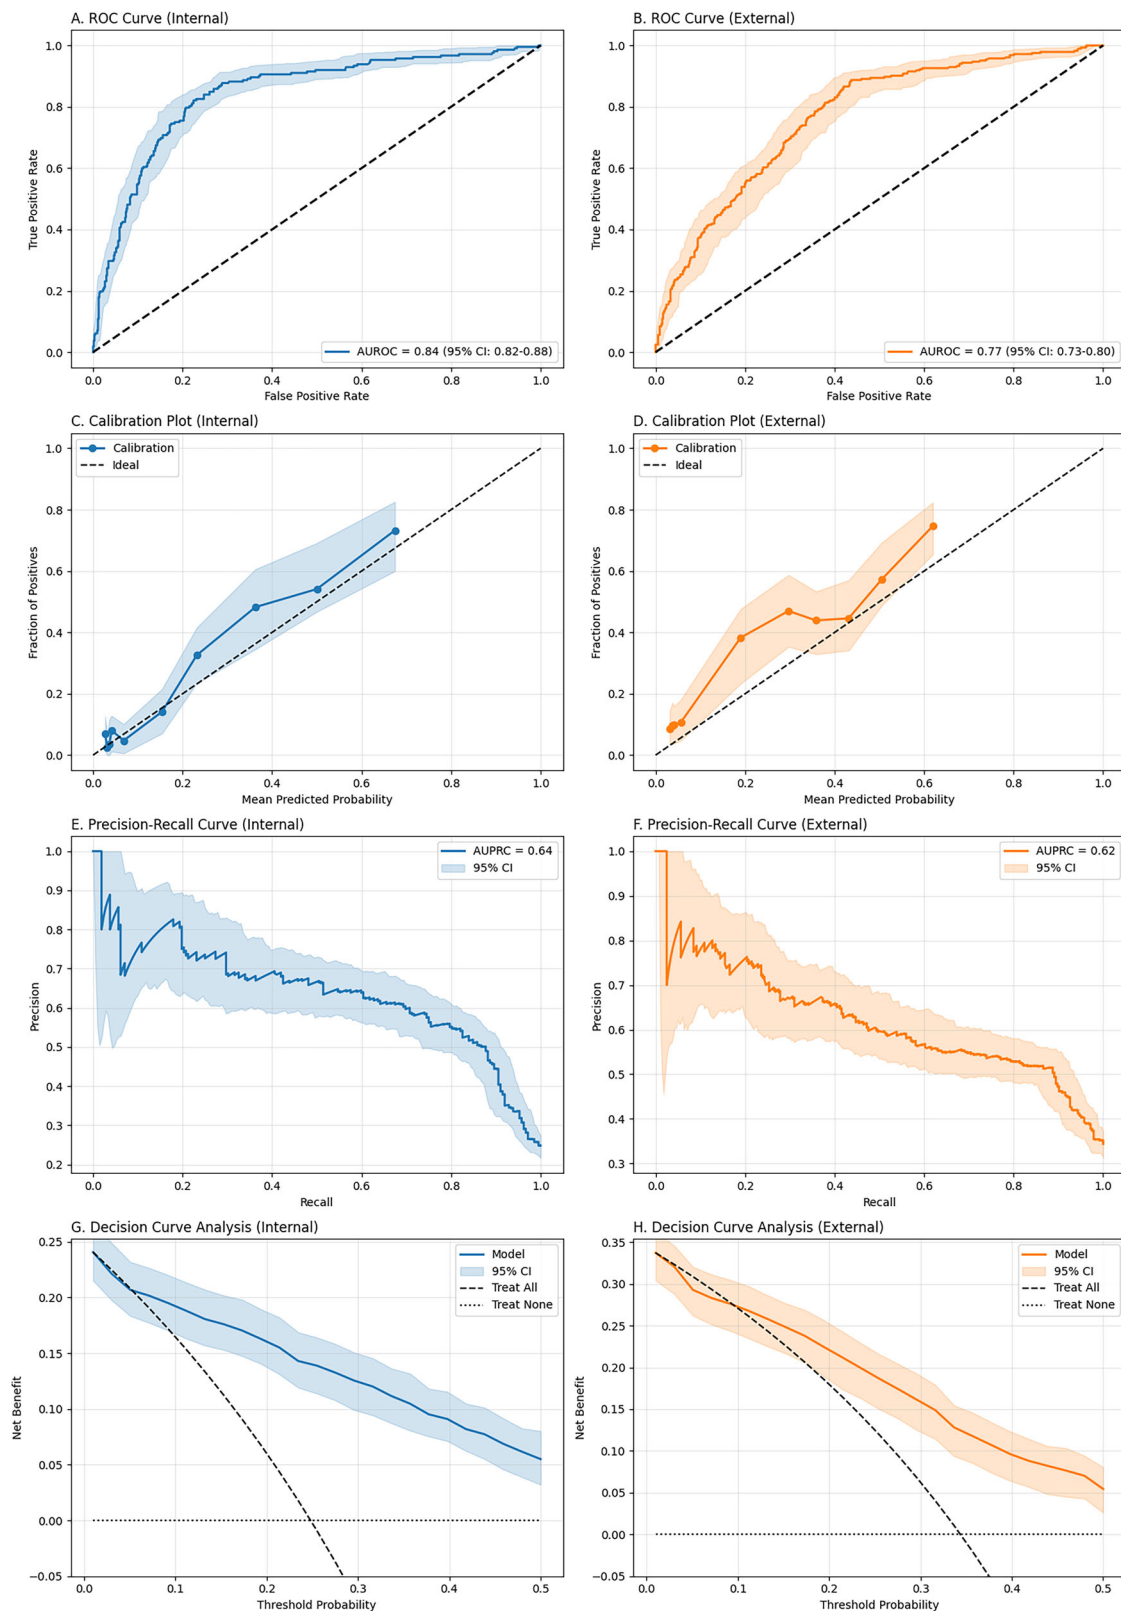 A. ROC Curve (Internal)
1.0
0.8
0.6
0.4
0.2
0.0
True Positive Rate
AUROC = 0.84 (95% CI: 0.82-0.88)
0.0 0.2 0.4 0.6 0.8 1.0
False Positive Rate
B. ROC Curve (External)
1.0
0.8
0.6
0.4
0.2
0.0
True Positive Rate
AUROC = 0.77 (95% CI: 0.73-0.80)
0.0 0.2 0.4 0.6 0.8 1.0
False Positive Rate
C. Calibration Plot (Internal)
Calibration
Ideal
1.0
0.8
0.6
0.4
0.2
0.0
Fraction of Positives
0.0 0.2 0.4 0.6 0.8 1.0
Mean Predicted Probability
D. Calibration Plot (External)
Calibration
Ideal
1.0
0.8
0.6
0.4
0.2
0.0
Fraction of Positives
0.0 0.2 0.4 0.6 0.8 1.0
Mean Predicted Probability
E. Precision-Recall Curve (Internal)
AUPRC = 0.64
95% CI
1.0
0.9
0.8
0.7
0.6
0.5
0.4
0.3
0.2
Precision
0.0 0.2 0.4 0.6 0.8 1.0
Recall
F. Precision-Recall Curve (External)
AUPRC = 0.62
95% CI
1.0
0.9
0.8
0.7
0.6
0.5
0.4
0.3
Precision
0.0 0.2 0.4 0.6 0.8 1.0
Recall
G. Decision Curve Analysis (Internal)
Model
95% CI
Treat All
Treat None
0.25
0.20
0.15
0.10
0.05
0.00
−0.05
Net Benefit
0.0 0.1 0.2 0.3 0.4 0.5
Threshold Probability
H. Decision Curve Analysis (External)
Model
95% CI
Treat All
Treat None
0.35
0.30
0.25
0.20
0.15
0.10
0.05
0.00
−0.05
Net Benefit
0.0 0.1 0.2 0.3 0.4 0.5
Threshold Probability